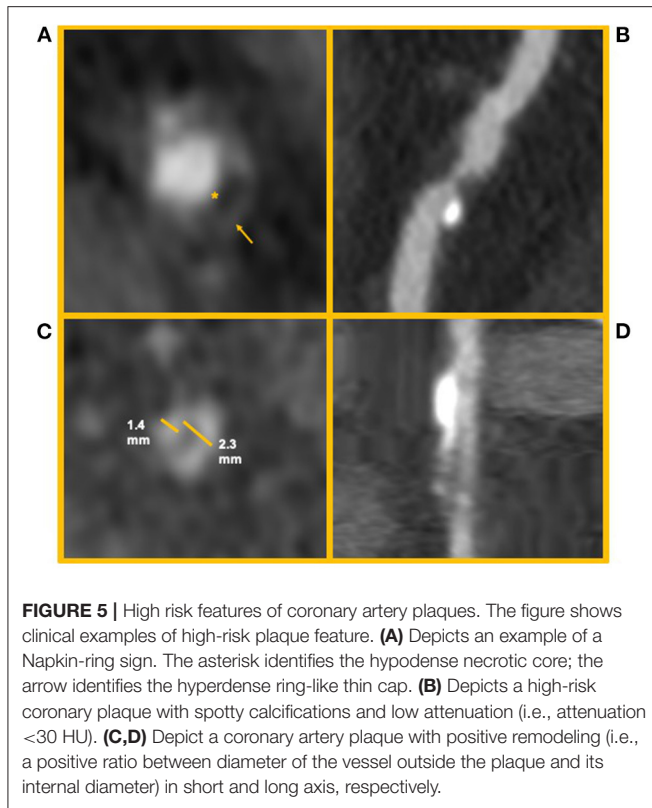 A
B
*
C
D
1.4
mm
2.3
mm
FIGURE 5 | High risk features of coronary artery plaques. The figure shows
clinical examples of high-risk plaque feature. (A) Depicts an example of a
Napkin-ring sign. The asterisk identifies the hypodense necrotic core; the
arrow identifies the hyperdense ring-like thin cap. (B) Depicts a high-risk
coronary plaque with spotty calcifications and low attenuation (i.e., attenuation
<30 HU). (C,D) Depict a coronary artery plaque with positive remodeling (i.e.,
a positive ratio between diameter of the vessel outside the plaque and its
internal diameter) in short and long axis, respectively.